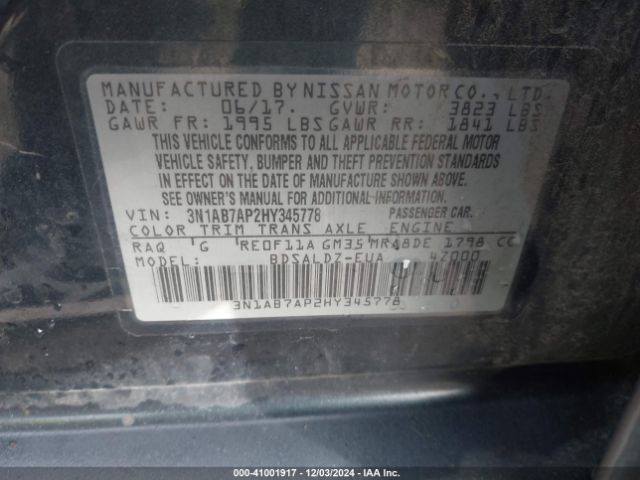 MANUFACTURED BY NISSAN MOTOR CO., LTD.
DATE: 06/17. GVWR: 3823 LBS
GAWR FR: 1995 LBS GAWR RR: 1841 LBS
THIS VEHICLE CONFORMS TO ALL APPLICABLE FEDERAL MOTOR
VEHICLE SAFETY, BUMPER AND THEFT PREVENTION STANDARDS
IN EFFECT ON THE DATE OF MANUFACTURE SHOWN ABOVE.
SEE OWNER'S MANUAL FOR ADDITIONAL INFORMATION.
VIN: 3N1AB7AP2HY345778 PASSENGER CAR.
COLOR TRIM TRANS AXLE ENGINE
RAQ G RE0F11A GM35 MR18DE 1798 CC
MODEL: BDSALDZ-EUA 4Z000
3N1AB7AP2HY345778 0
000-41001917 - 12/03/2024 - IAA Inc.